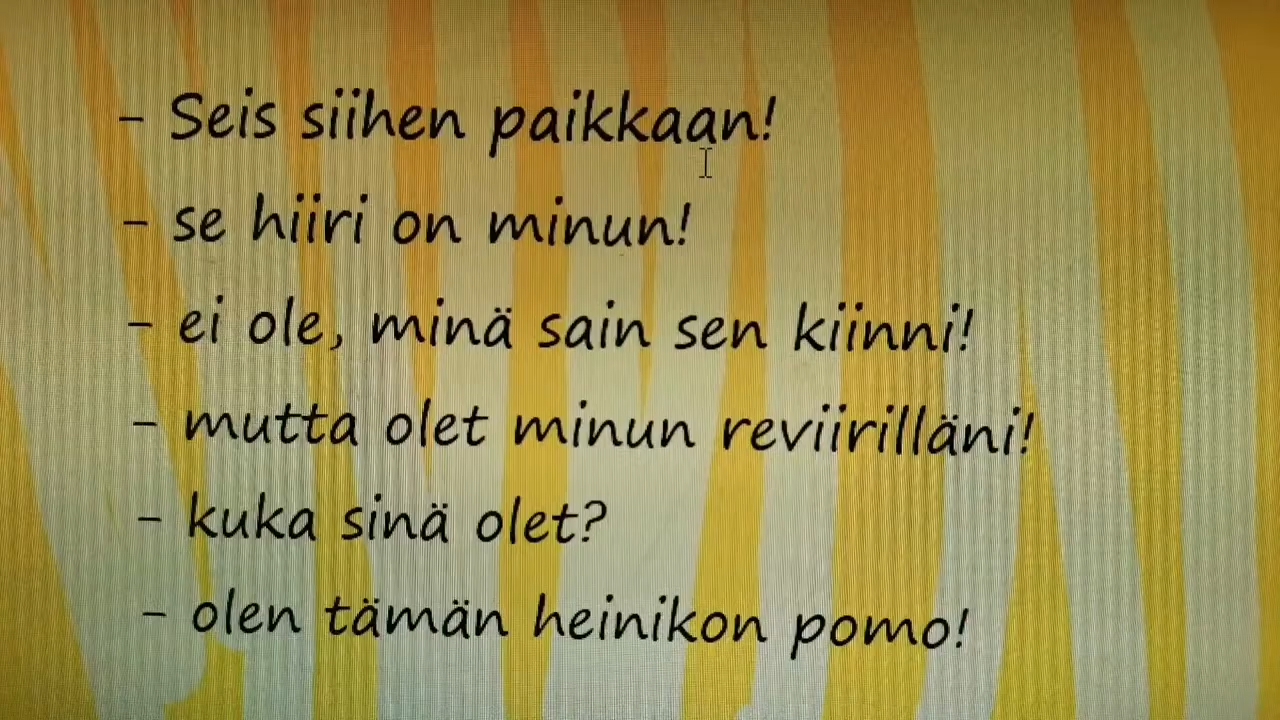 - Seis siihen paikkaan!
- se hiiri on minun!
- ei ole, minä sain sen kiinni!
- mutta olet minun reviirilläni!
- kuka sinä olet?
- olen tämän heinikon pomo!